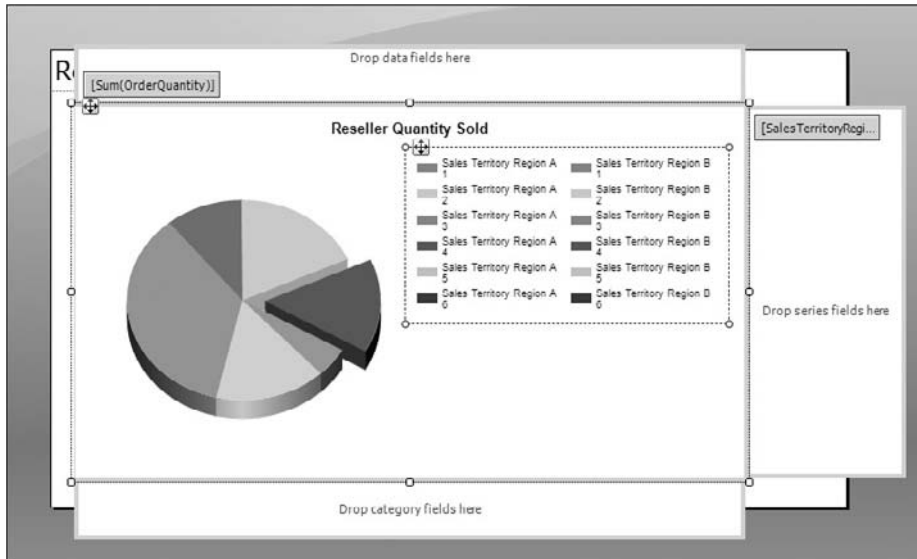 Drop data fields here
Re
[Sum(OrderQuantity)]
[SalesTerritoryRegi...
Reseller Quantity Sold
Sales Territory Region A 1
Sales Territory Region B 1
Sales Territory Region A 2
Sales Territory Region B 2
Sales Territory Region A 3
Sales Territory Region B 3
Sales Territory Region A 4
Sales Territory Region B 4
Sales Territory Region A 5
Sales Territory Region B 5
Sales Territory Region A 6
Sales Territory Region B 6
Drop series fields here
Drop category fields here